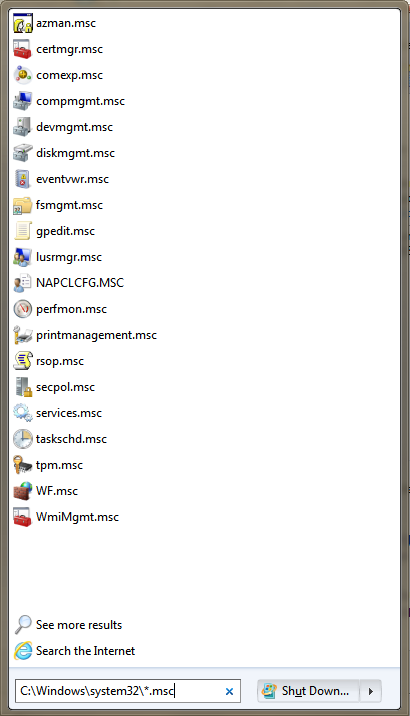 azman.msc
certmgr.msc
comexp.msc
compmgmt.msc
devmgmt.msc
diskmgmt.msc
eventvwr.msc
fsmgmt.msc
gpedit.msc
lusrmgr.msc
NAPCLCFG.MSC
perfmon.msc
printmanagement.msc
rsop.msc
secpol.msc
services.msc
taskschd.msc
tpm.msc
WF.msc
WmiMgmt.msc
See more results
Search the Internet
C:\Windows\system32\*.msc
Shut Down...